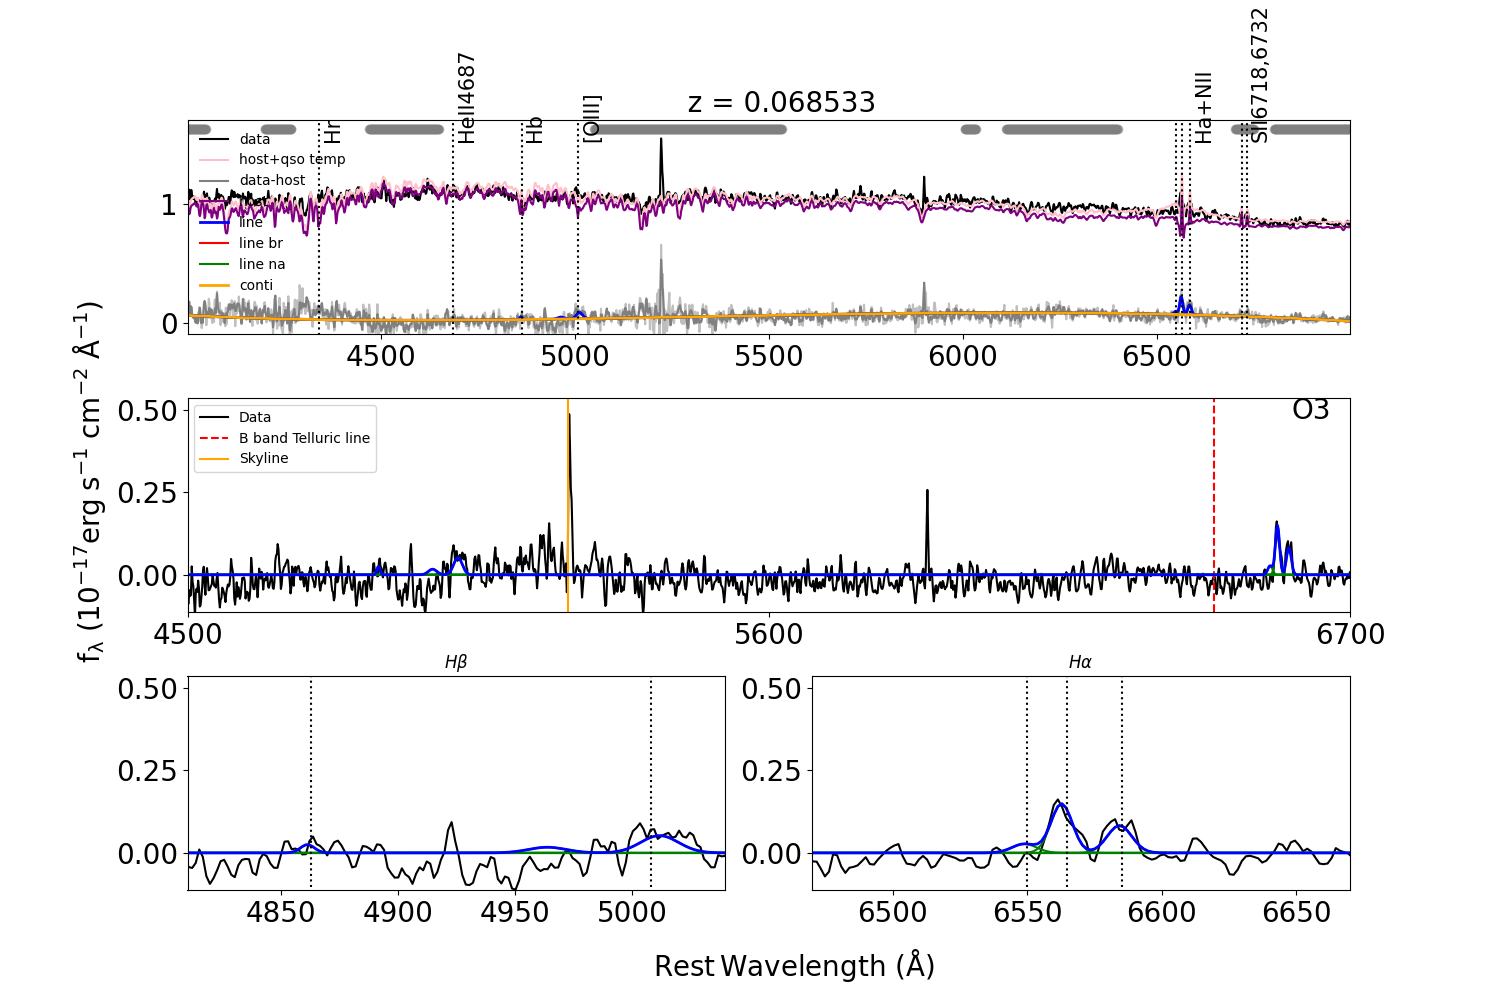 z = 0.068533
Hr
HeII4687
Hb
[OIII]
Ha+NII
SII6718,6732
data
host+qso temp
data-host
line
line br
line na
conti
1
0
4500
5000
5500
6000
6500
f_λ (10^−17 erg s^−1 cm^−2 Å^−1)
O3
Data
B band Telluric line
Skyline
0.50
0.25
0.00
4500
5600
6700
Hβ
0.50
0.25
0.00
4850
4900
4950
5000
Hα
0.50
0.25
0.00
6500
6550
6600
6650
Rest Wavelength (Å)